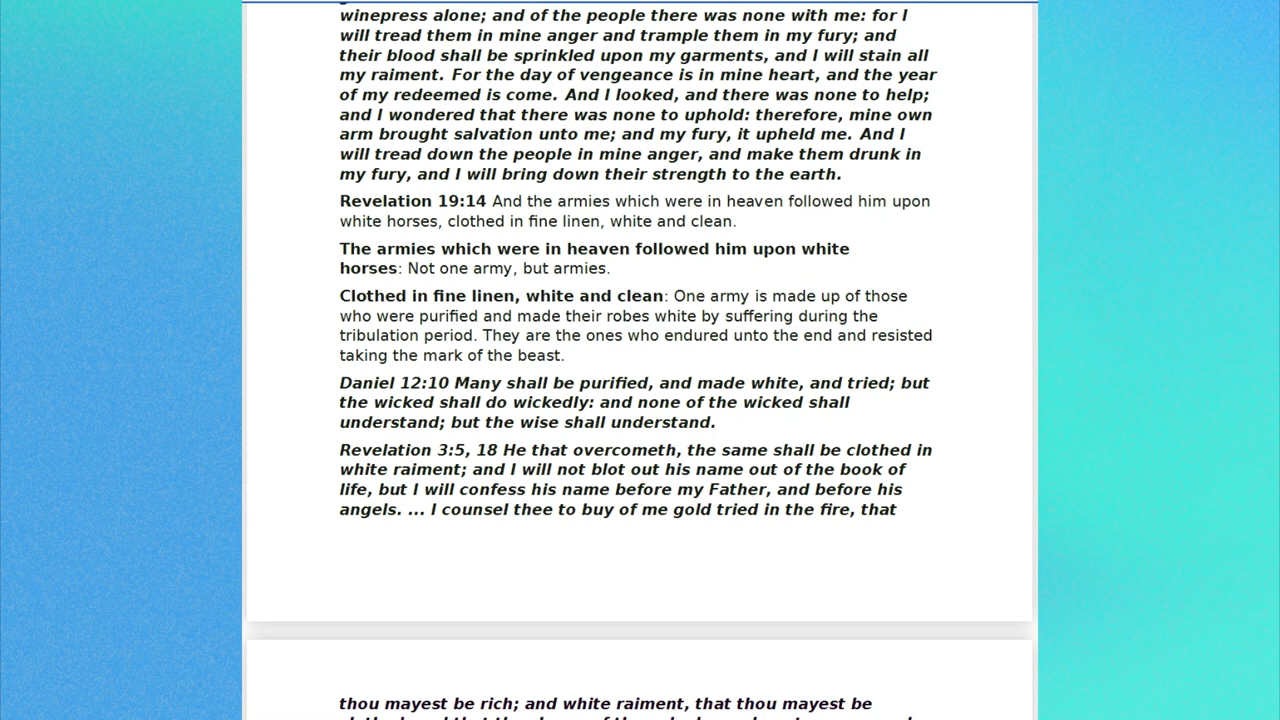 winepress alone; and of the people there was none with me: for I
will tread them in mine anger and trample them in my fury; and
their blood shall be sprinkled upon my garments, and I will stain all
my raiment. For the day of vengeance is in mine heart, and the year
of my redeemed is come. And I looked, and there was none to help;
and I wondered that there was none to uphold: therefore, mine own
arm brought salvation unto me; and my fury, it upheld me. And I
will tread down the people in mine anger, and make them drunk in
my fury, and I will bring down their strength to the earth.
Revelation 19:14 And the armies which were in heaven followed him upon
white horses, clothed in fine linen, white and clean.
The armies which were in heaven followed him upon white
horses: Not one army, but armies.
Clothed in fine linen, white and clean: One army is made up of those
who were purified and made their robes white by suffering during the
tribulation period. They are the ones who endured unto the end and resisted
taking the mark of the beast.
Daniel 12:10 Many shall be purified, and made white, and tried; but
the wicked shall do wickedly: and none of the wicked shall
understand; but the wise shall understand.
Revelation 3:5, 18 He that overcometh, the same shall be clothed in
white raiment; and I will not blot out his name out of the book of
life, but I will confess his name before my Father, and before his
angels. ... I counsel thee to buy of me gold tried in the fire, that
thou mayest be rich; and white raiment, that thou mayest be